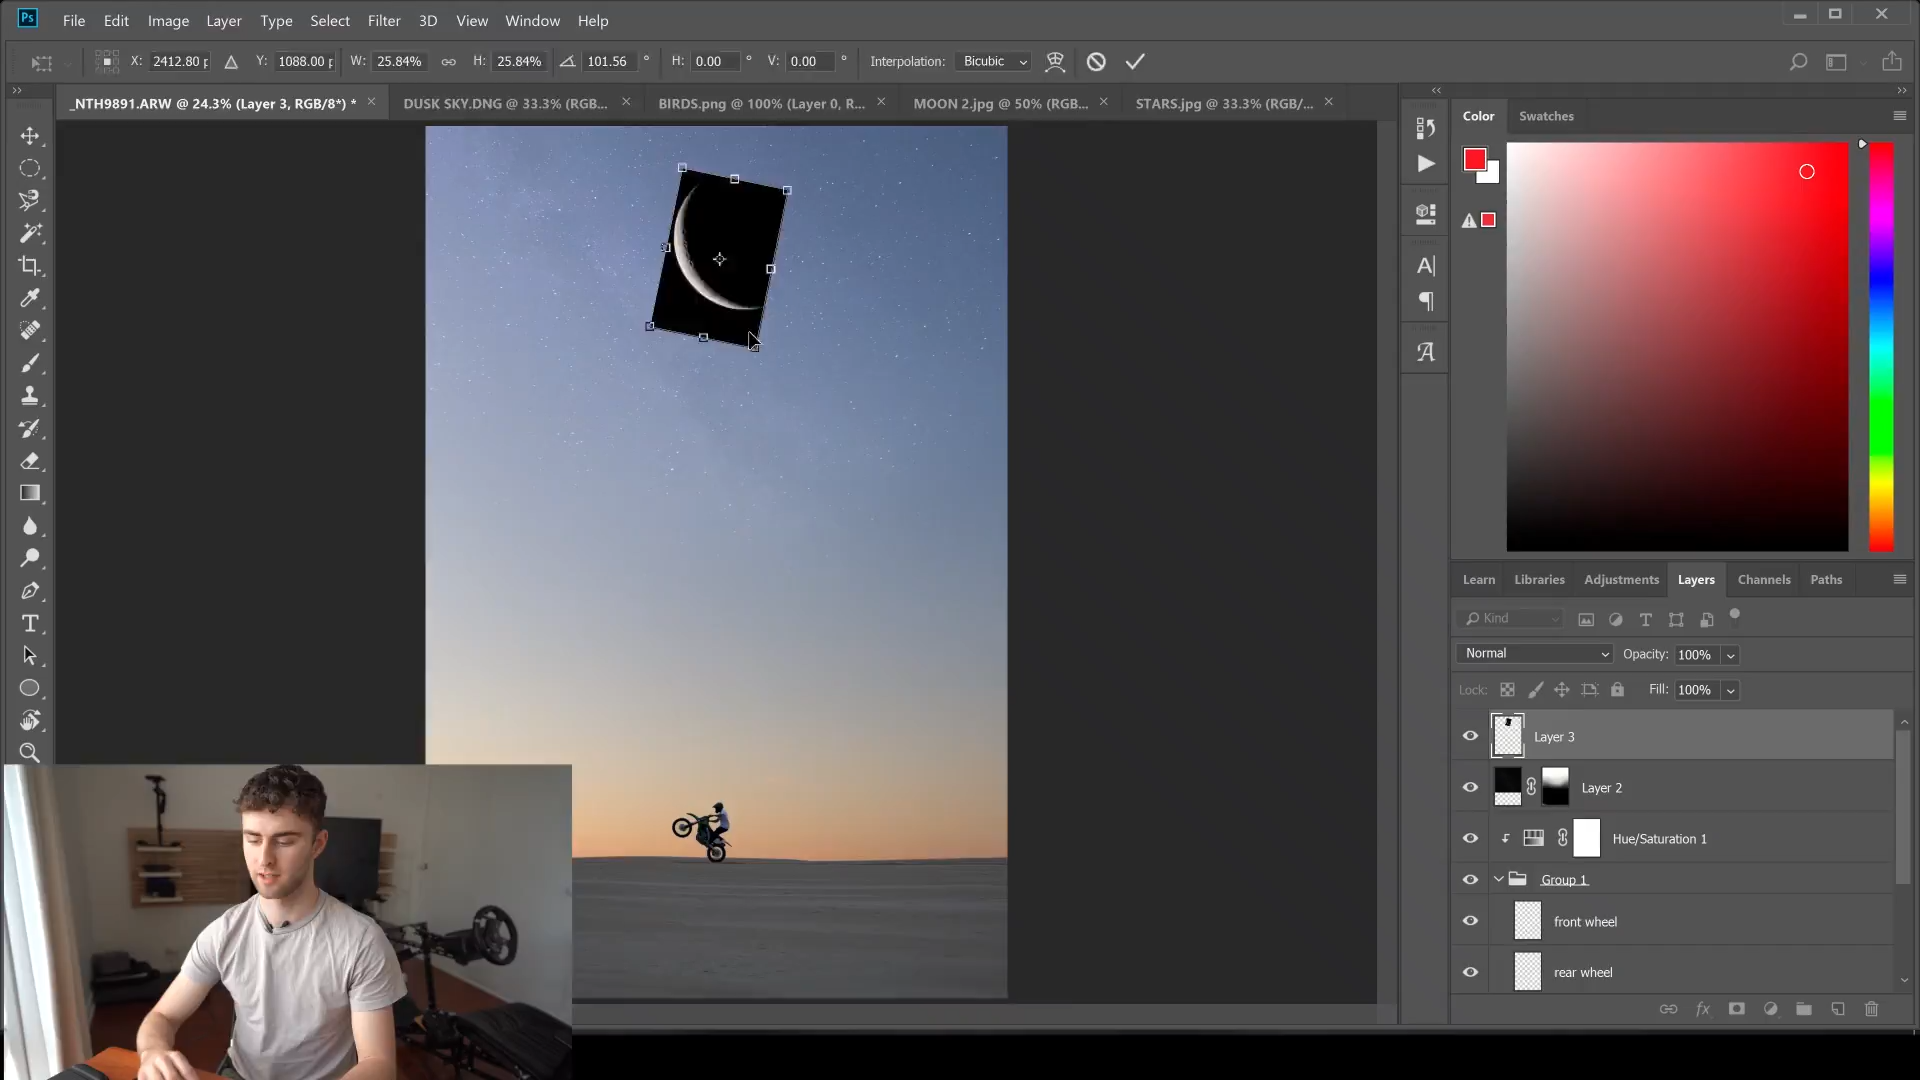 Ps File Edit Image Layer Type Select Filter 3D View Window Help
X: 2412.80 p Y: 1088.00 p W: 25.84% H: 25.84% 101.56 ° H: 0.00 ° V: 0.00 ° Interpolation: Bicubic
_NTH9891.ARW @ 24.3% (Layer 3, RGB/8*) * DUSK SKY.DNG @ 33.3% (RGB... BIRDS.png @ 100% (Layer 0, R... MOON 2.jpg @ 50% (RGB... STARS.jpg @ 33.3% (RGB/...
Color Swatches
Learn Libraries Adjustments Layers Channels Paths
Kind
Normal Opacity: 100%
Lock: Fill: 100%
Layer 3
Layer 2
Hue/Saturation 1
Group 1
front wheel
rear wheel